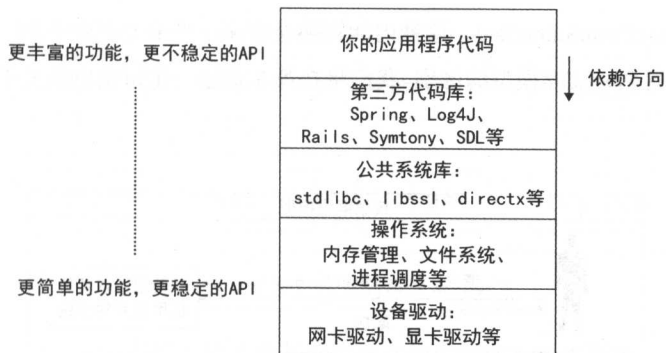 更丰富的功能，更不稳定的API
更简单的功能，更稳定的API
你的应用程序代码
第三方代码库：
Spring、Log4J、
Rails、Symtony、SDL等
公共系统库：
stdlibc、libssl、directx等
操作系统：
内存管理、文件系统、
进程调度等
设备驱动：
网卡驱动、显卡驱动等
依赖方向